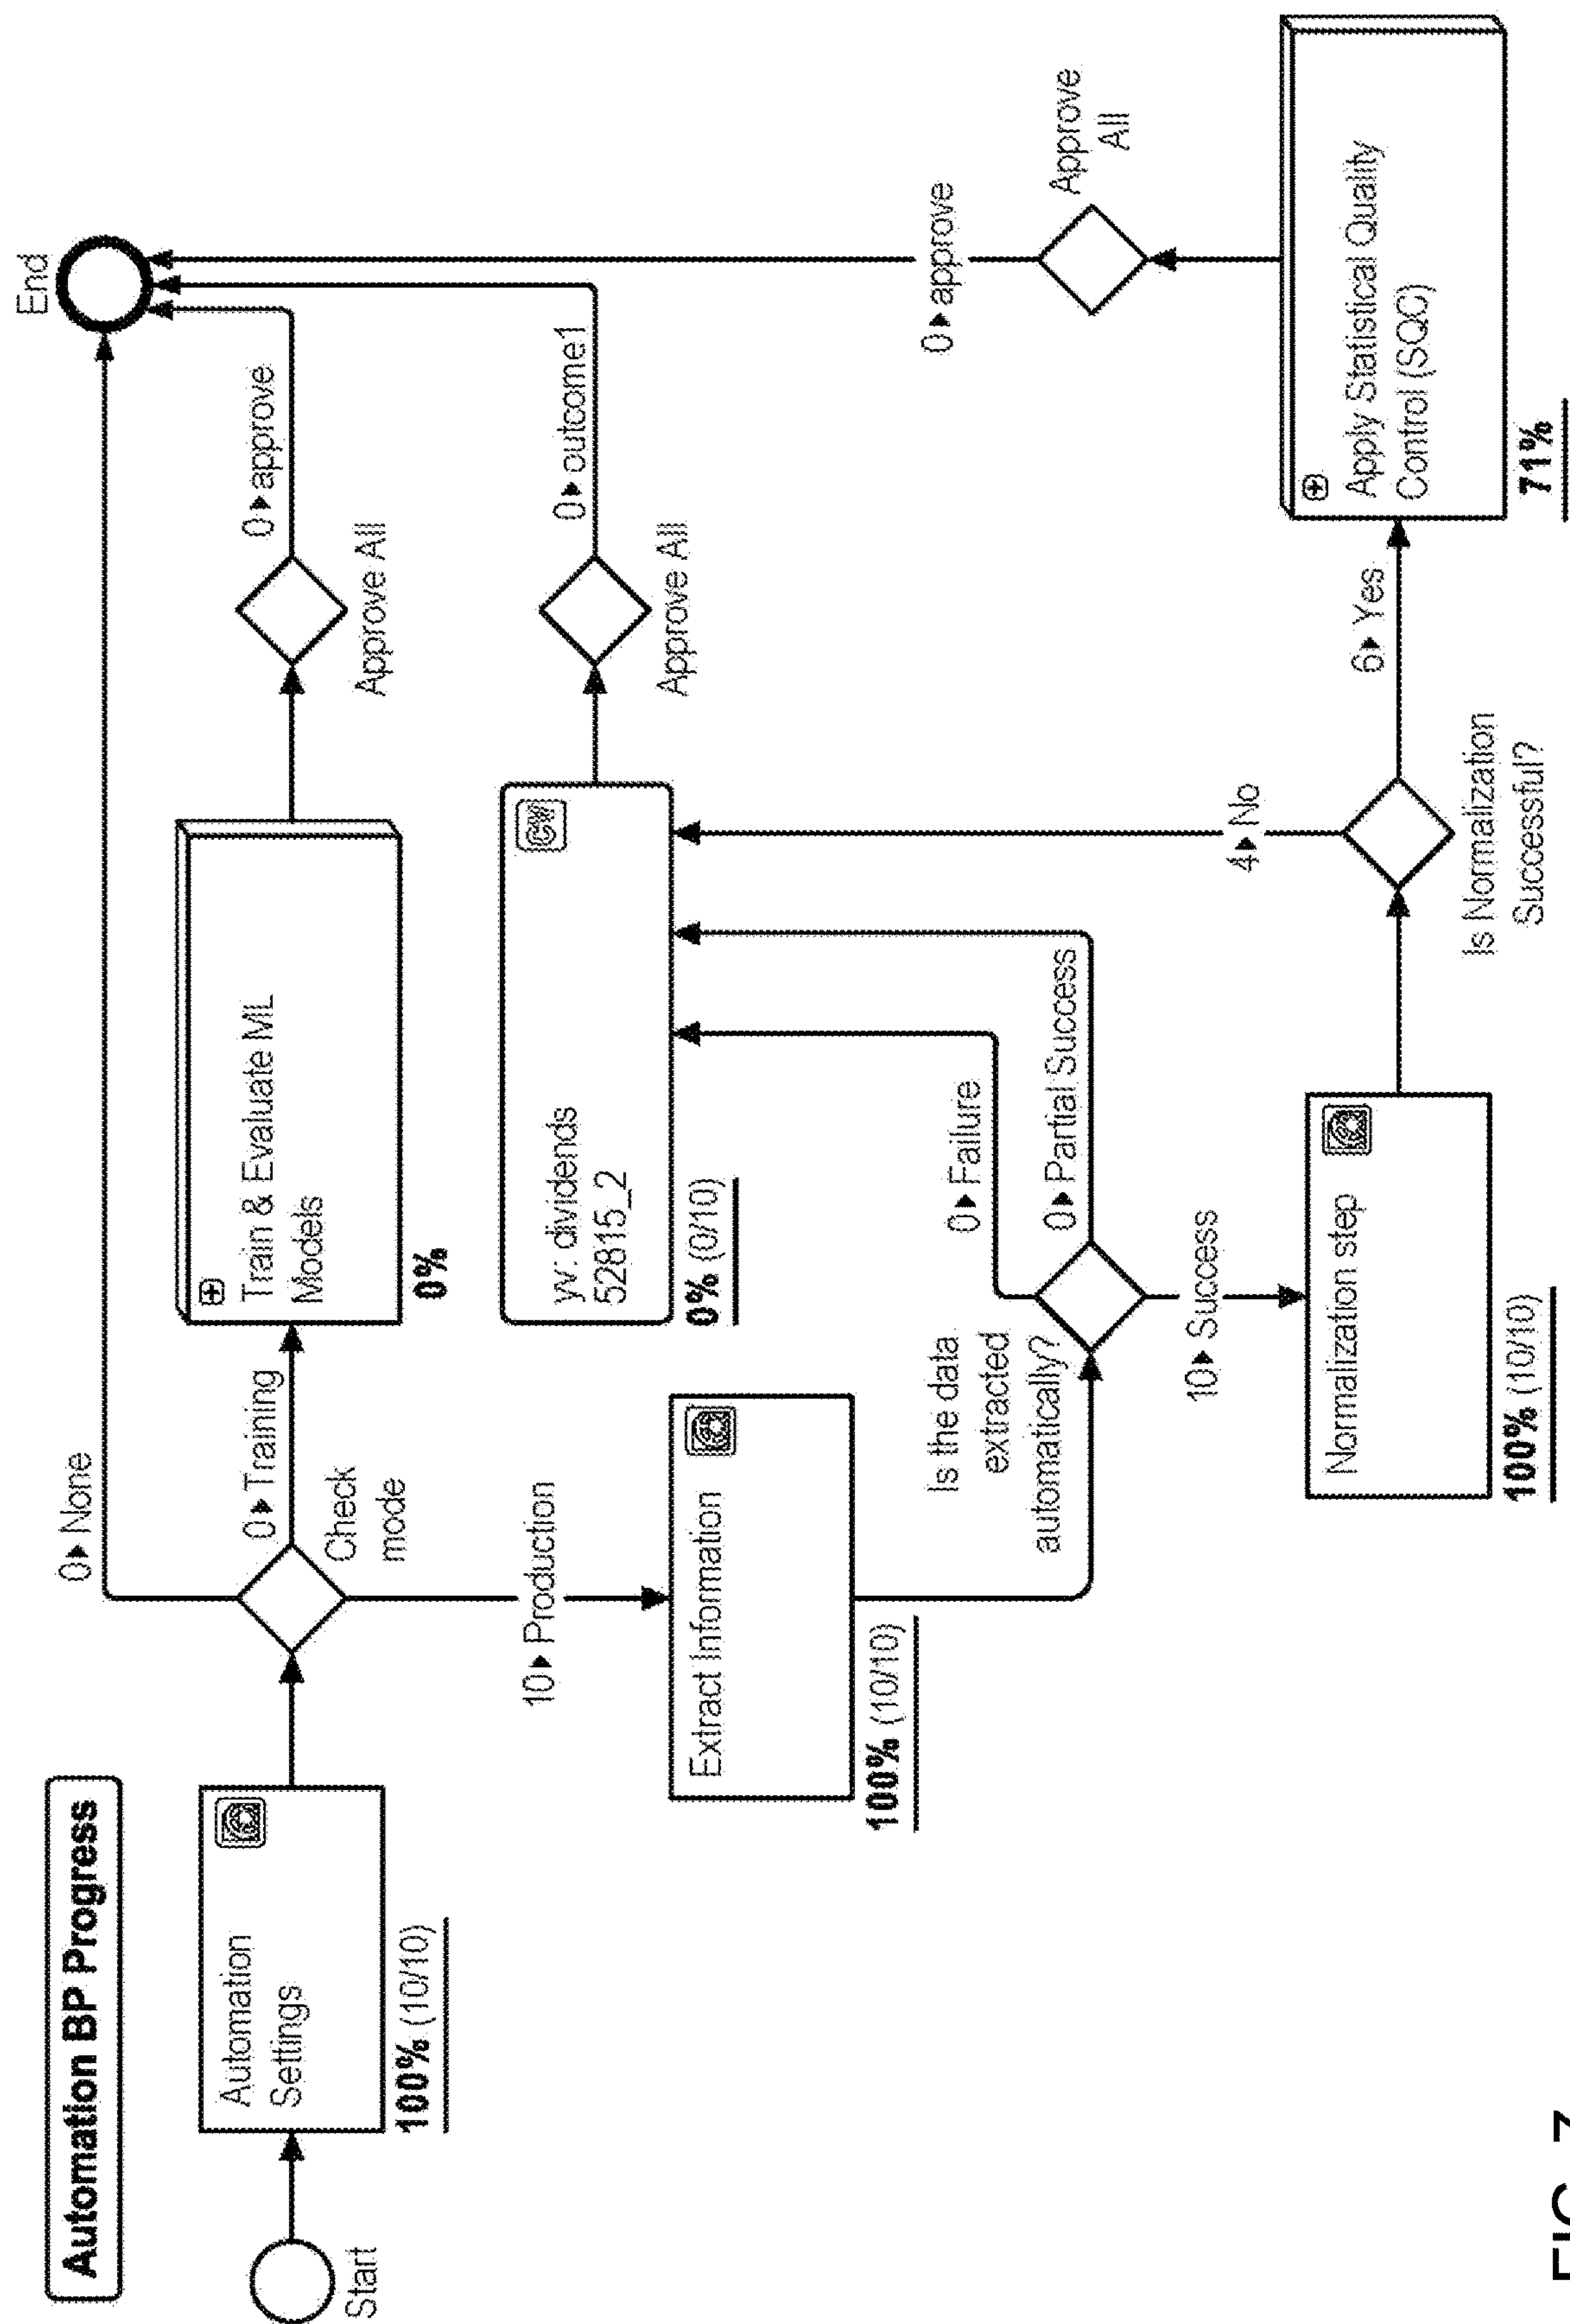 Automation BP Progress
Start
Automation
Settings
100% (10/10)
0▸None
0▸Training
Check
mode
10▸Production
Train & Evaluate ML
Models
0%
Approve All
0▸approve
End
Extract Information
100% (10/10)
yv: dividends
52815_2
CW
0% (0/10)
Approve All
0▸outcome1
Is the data
extracted
automatically?
0▸Failure
0▸Partial Success
10▸Success
Normalization step
100% (10/10)
Is Normalization
Successful?
4▸No
6▸Yes
Apply Statistical Quality
Control (SQC)
71%
Approve
All
0▸approve